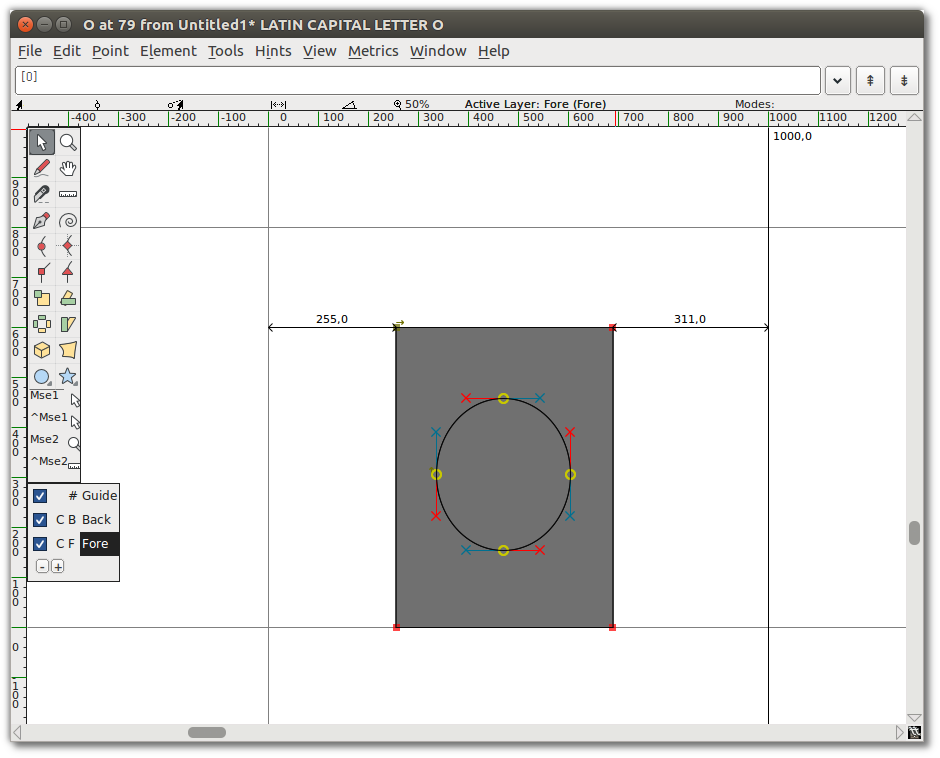 O at 79 from Untitled1* LATIN CAPITAL LETTER O
File Edit Point Element Tools Hints View Metrics Window Help
[O]
50% Active Layer: Fore (Fore) Modes:
-400 -300 -200 -100 0 100 200 300 400 500 600 700 800 900 1000 1100 1200
1000,0
900
800
700
255,0 311,0
600
500
Mse1
^Mse1
400
Mse2
^Mse2
300
# Guide
C B Back
200
C F Fore
- +
100
0
-100